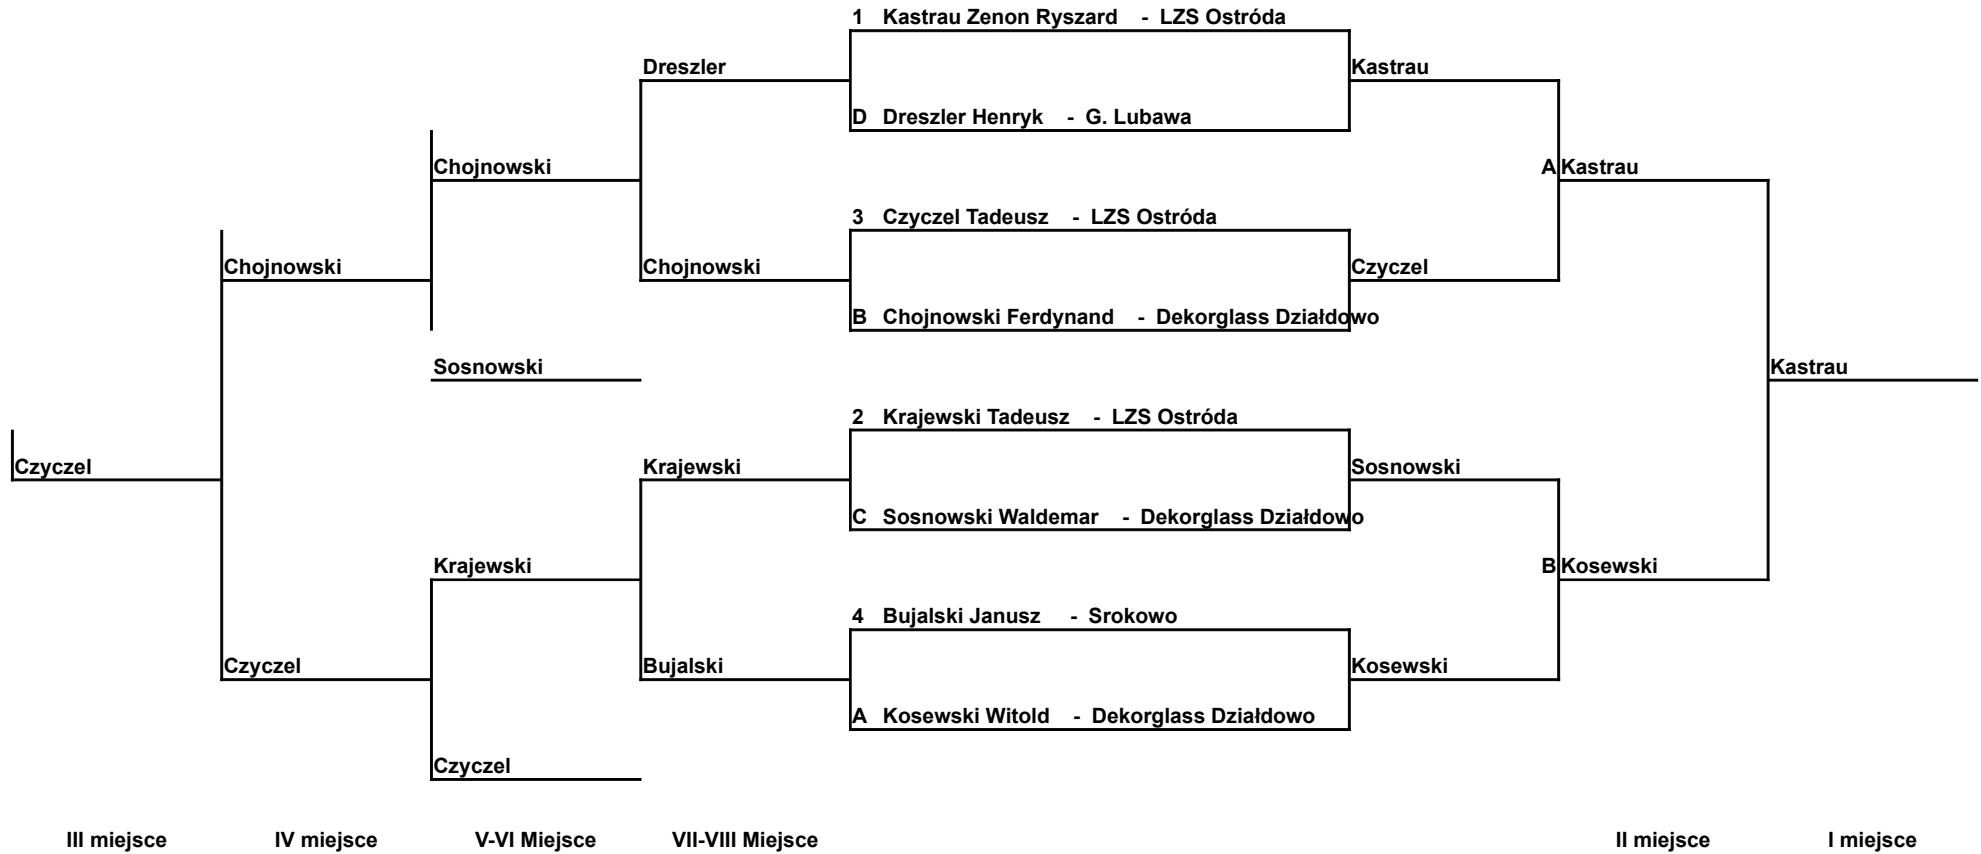 1 Kastrau Zenon Ryszard - LZS Ostróda
Dreszler Kastrau
D Dreszler Henryk - G. Lubawa
Chojnowski A Kastrau
3 Czyczel Tadeusz - LZS Ostróda
Chojnowski Chojnowski Czyczel
B Chojnowski Ferdynand - Dekorglass Działdowo
Sosnowski Kastrau
2 Krajewski Tadeusz - LZS Ostróda
Czyczel Krajewski Sosnowski
C Sosnowski Waldemar - Dekorglass Działdowo
Krajewski B Kosewski
4 Bujalski Janusz - Srokowo
Czyczel Bujalski Kosewski
A Kosewski Witold - Dekorglass Działdowo
Czyczel
III miejsce IV miejsce V-VI Miejsce VII-VIII Miejsce II miejsce I miejsce